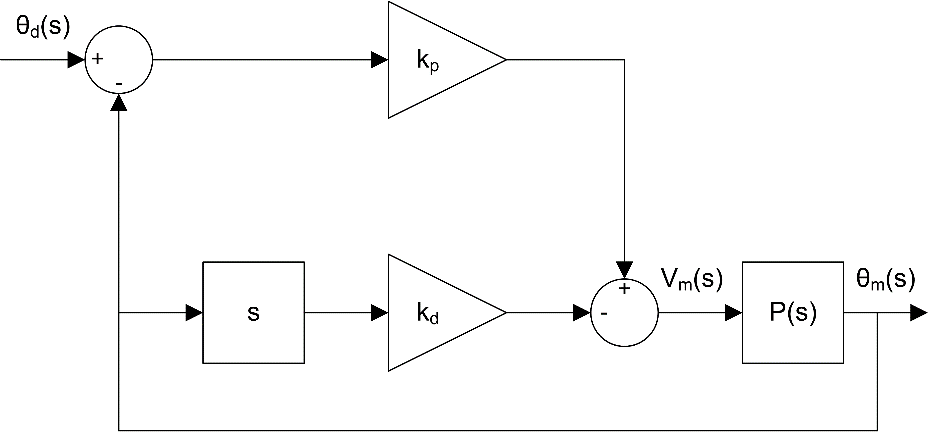 θd(s)
+
-
kp
s
kd
+
-
Vm(s)
P(s)
θm(s)